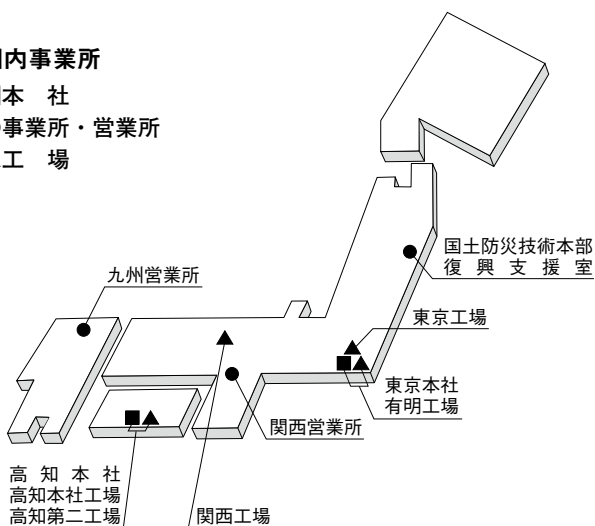 内事業所
本 社
事業所・営業所
工 場
国土防災技術本部
復興支援室
九州営業所
東京工場
東京本社
有明工場
関西営業所
高知本社
高知本社工場
高知第二工場
関西工場